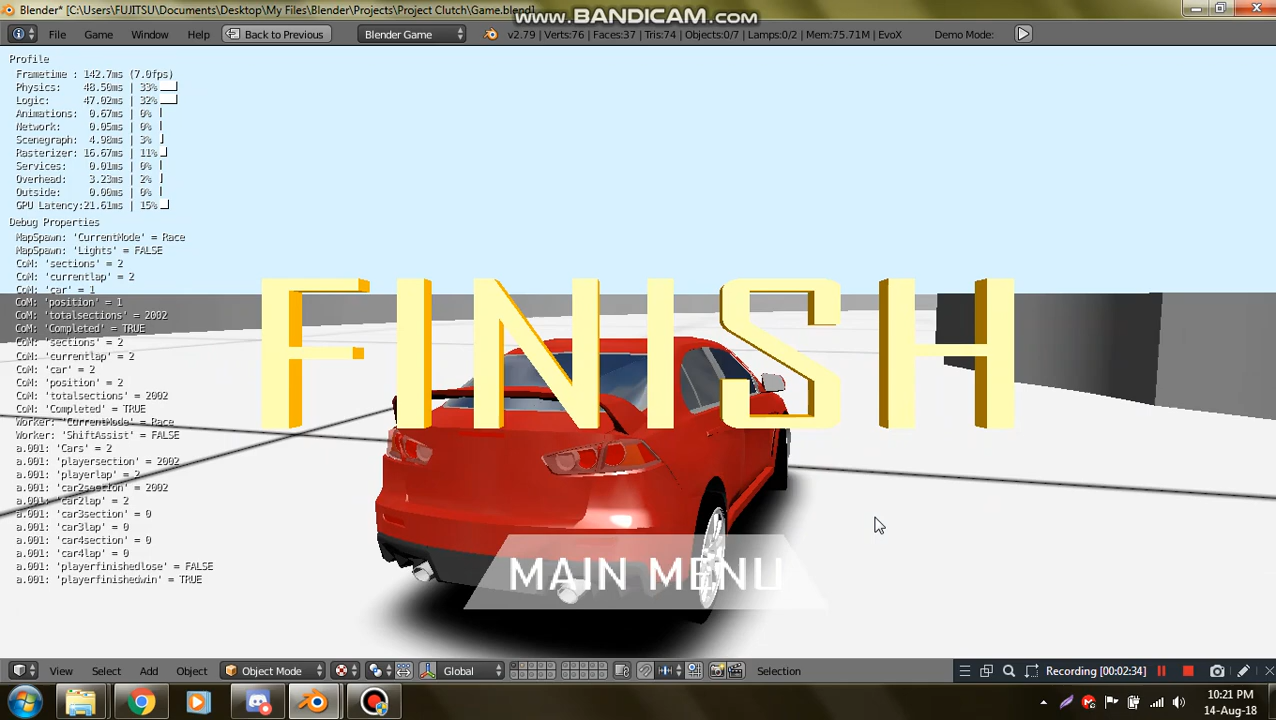 Blender* [C:\Users\FUJITSU\Documents\Desktop\My Files\Blender\Projects\Project Clutch\Game.blend]
www.BANDICAM.com
File Game Window Help Back to Previous Blender Game v2.79 | Verts:76 | Faces:37 | Tris:74 | Objects:0/7 | Lamps:0/2 | Mem:75.71M | EvoX Demo Mode:
Profile
Frametime : 142.7ms (7.0fps)
Physics: 48.50ms | 33%
Logic: 47.02ms | 32%
Animations: 0.67ms | 0%
Network: 0.05ms | 0%
Scenegraph: 4.98ms | 3%
Rasterizer: 16.67ms | 11%
Services: 0.01ms | 0%
Overhead: 3.23ms | 2%
Outside: 0.00ms | 0%
GPU Latency:21.61ms | 15%
Debug Properties
MapSpawn: 'CurrentMode' = Race
MapSpawn: 'Lights' = FALSE
CoM: 'sections' = 2
CoM: 'currentlap' = 2
CoM: 'car' = 1
CoM: 'position' = 1
CoM: 'totalsections' = 2002
CoM: 'Completed' = TRUE
CoM: 'sections' = 2
CoM: 'currentlap' = 2
CoM: 'car' = 2
CoM: 'position' = 2
CoM: 'totalsections' = 2002
CoM: 'Completed' = TRUE
Worker: 'CurrentMode' = Race
Worker: 'ShiftAssist' = FALSE
a.001: 'Cars' = 2
a.001: 'playersection' = 2002
a.001: 'playerlap' = 2
a.001: 'car2section' = 2002
a.001: 'car2lap' = 2
a.001: 'car3section' = 0
a.001: 'car3lap' = 0
a.001: 'car4section' = 0
a.001: 'car4lap' = 0
a.001: 'playerfinishedlose' = FALSE
a.001: 'playerfinishedwin' = TRUE
FINISH
MAIN MENU
View Select Add Object Object Mode Global Selection Recording [00:02:34]
10:21 PM
14-Aug-18